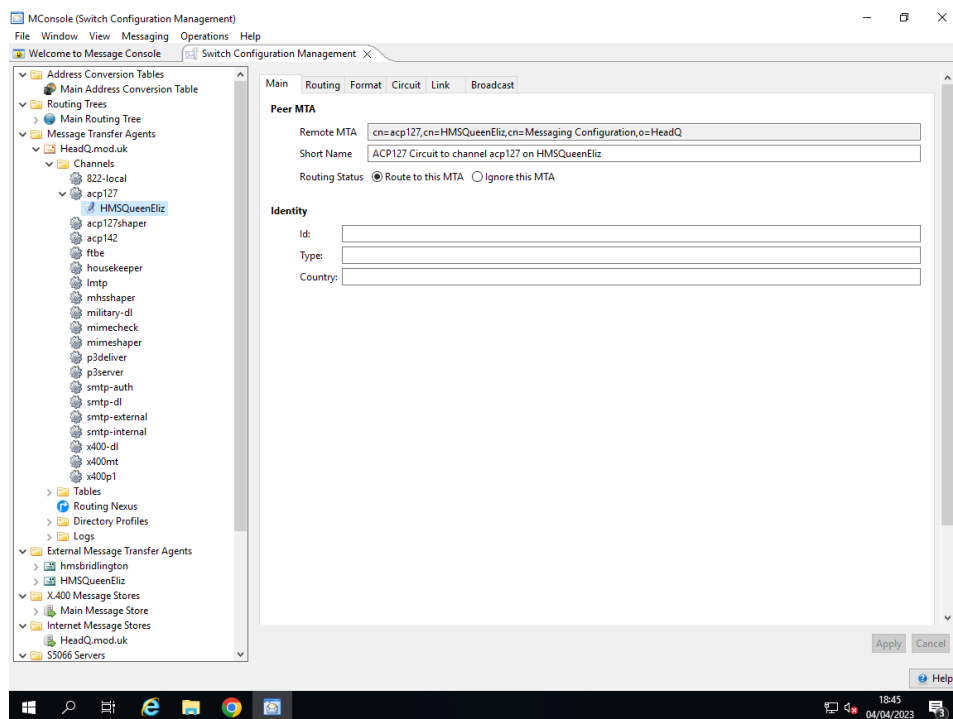 MConsole (Switch Configuration Management)
File Window View Messaging Operations Help
Welcome to Message Console
Switch Configuration Management
Address Conversion Tables
Main Address Conversion Table
Routing Trees
Main Routing Tree
Message Transfer Agents
HeadQ.mod.uk
Channels
822-local
acp127
HMSQueenEliz
acp127shaper
acp142
ftbe
housekeeper
lmtp
mhsshaper
military-dl
mimecheck
mimeshaper
p3deliver
p3server
smtp-auth
smtp-dl
smtp-external
smtp-internal
x400-dl
x400mt
x400p1
Tables
Routing Nexus
Directory Profiles
Logs
External Message Transfer Agents
hmsbridlington
HMSQueenEliz
X.400 Message Stores
Main Message Store
Internet Message Stores
HeadQ.mod.uk
S5066 Servers
Main Routing Format Circuit Link Broadcast
Peer MTA
Remote MTA cn=acp127,cn=HMSQueenEliz,cn=Messaging Configuration,o=HeadQ
Short Name ACP127 Circuit to channel acp127 on HMSQueenEliz
Routing Status Route to this MTA Ignore this MTA
Identity
Id:
Type:
Country:
Apply Cancel
Help
18:45
04/04/2023
3